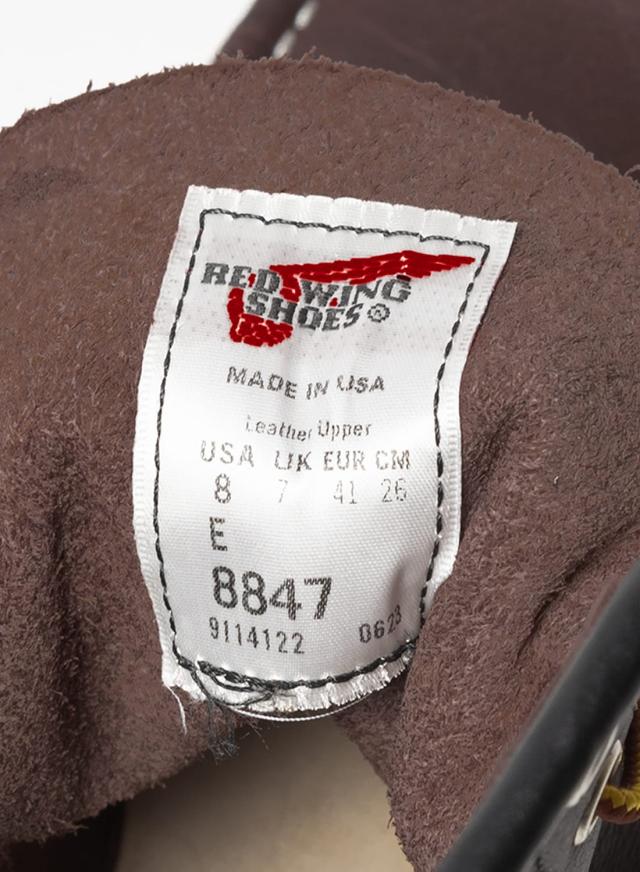 RED WING
SHOES®
MADE IN USA
Leather Upper
USA UK EUR CM
8 7 41 26
E
8847
9114122 0623